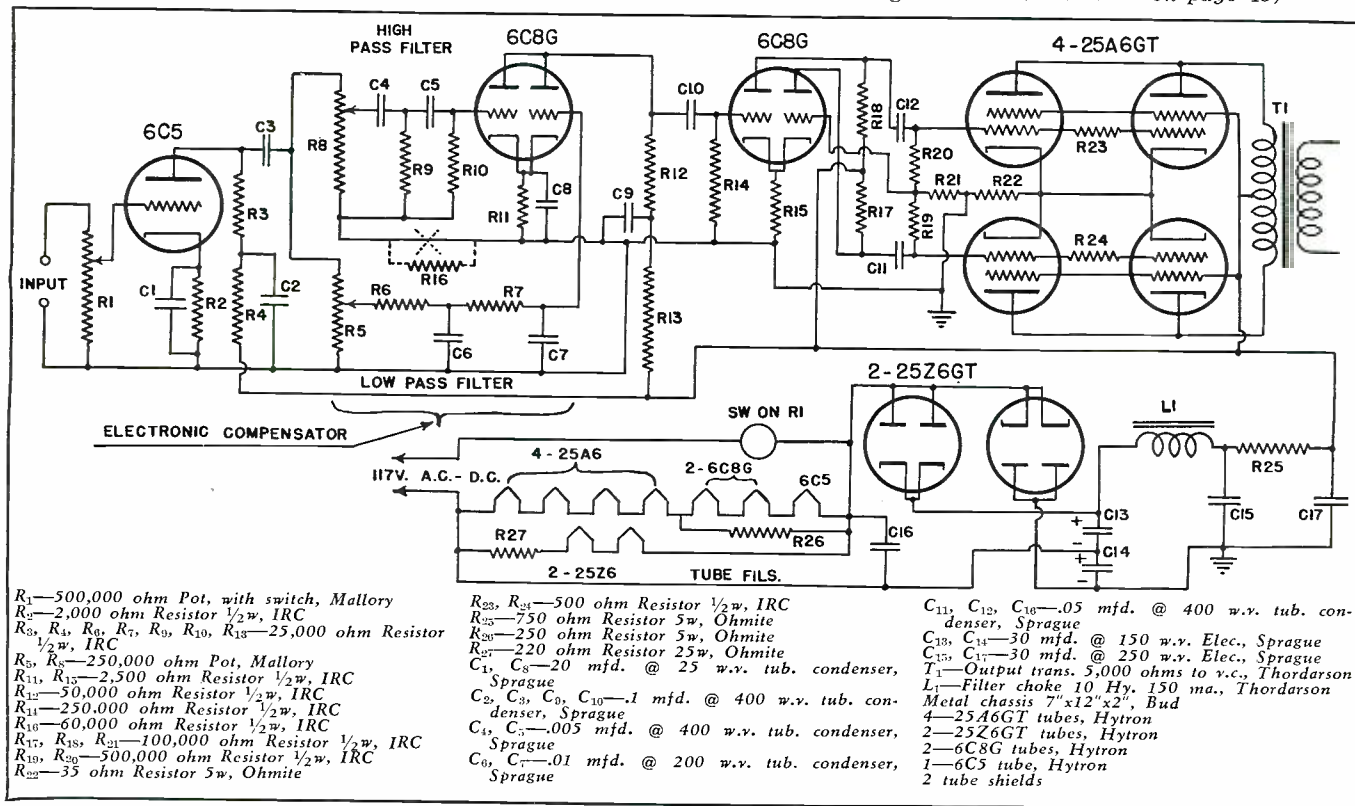 on page
HIGH
PASS FILTER
6C8G
6C8G
4-25A6GT
6C5
C3
C4
C5
R8
R9
R10
C10
R18
C12
R20
R23
T1
R3
R11
C8
C9
R12
R14
R15
R17
R21
R22
R19
C11
R24
INPUT
R1
C1
R2
R4
C2
R16
R6
R7
R5
C6
C7
R13
LOW PASS FILTER
ELECTRONIC COMPENSATOR
2-25Z6GT
SW ON R1
L1
R25
117V. A.C.-D.C.
4-25A6
2-6C8G
6C5
R27
R26
C16
C13
+
-
C14
+
-
C15
C17
2-25Z6
TUBE FILS.
R1—500,000 ohm Pot, with switch, Mallory
R2—2,000 ohm Resistor 1/2w, IRC
R3, R4, R6, R7, R9, R10, R13—25,000 ohm Resistor
1/2w, IRC
R5, R8—250,000 ohm Pot, Mallory
R11, R15—2,500 ohm Resistor 1/2w, IRC
R12—50,000 ohm Resistor 1/2w, IRC
R14—250,000 ohm Resistor 1/2w, IRC
R16—60,000 ohm Resistor 1/2w, IRC
R17, R18, R21—100,000 ohm Resistor 1/2w, IRC
R19, R20—500,000 ohm Resistor 1/2w, IRC
R22—35 ohm Resistor 5w, Ohmite
R23, R24—500 ohm Resistor 1/2w, IRC
R25—750 ohm Resistor 5w, Ohmite
R26—250 ohm Resistor 5w, Ohmite
R27—220 ohm Resistor 25w, Ohmite
C1, C8—20 mfd. @ 25 w.v. tub. condenser,
Sprague
C2, C3, C9, C10—.1 mfd. @ 400 w.v. tub. con-
denser, Sprague
C4, C5—.005 mfd. @ 400 w.v. tub. condenser,
Sprague
C6, C7—.01 mfd. @ 200 w.v. tub. condenser,
Sprague
C11, C12, C16—.05 mfd. @ 400 w.v. tub. con-
denser, Sprague
C13, C14—30 mfd. @ 150 w.v. Elec., Sprague
C15, C17—30 mfd. @ 250 w.v. Elec., Sprague
T1—Output trans. 5,000 ohms to v.c., Thordarson
L1—Filter choke 10 Hy. 150 ma., Thordarson
Metal chassis 7"x12"x2", Bud
4—25A6GT tubes, Hytron
2—25Z6GT tubes, Hytron
2—6C8G tubes, Hytron
1—6C5 tube, Hytron
2 tube shields